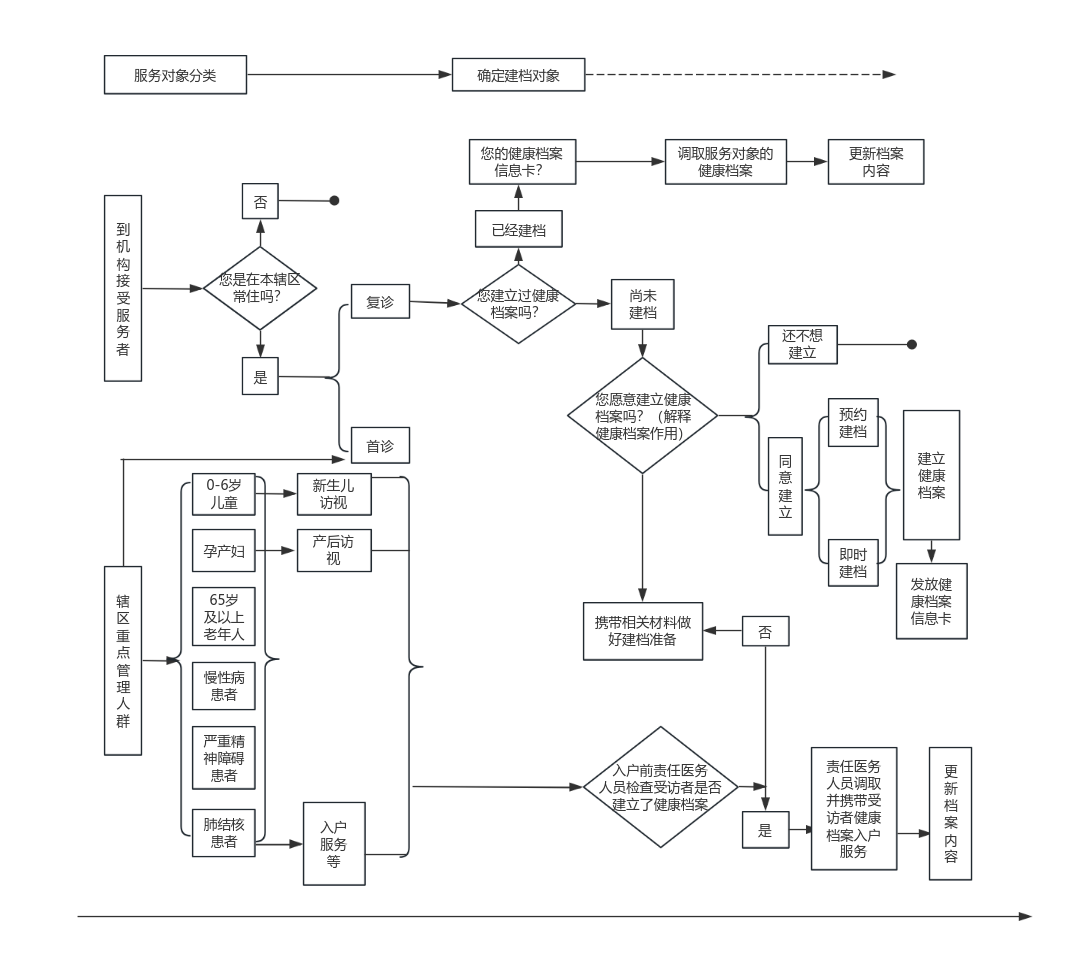 服务对象分类
确定建档对象
您的健康档案
信息卡?
调取服务对象的
健康档案
更新档案
内容
否
已经建档
到
机
构
接
受
服
务
者
您是在本辖区
常住吗?
复诊
您建立过健康
档案吗?
尚未
建档
还不想
建立
是
您愿意建立健康
档案吗?（解释
健康档案作用）
预约
建档
首诊
同
意
建
立
建立
健康
档案
0-6岁
儿童
新生儿
访视
孕产妇
产后访
视
即时
建档
发放健
康档案
信息卡
辖
区
重
点
管
理
人
群
65岁
及以上
老年人
携带相关材料做
好建档准备
否
慢性病
患者
严重精
神障碍
患者
入户前责任医务
人员检查受访者是否
建立了健康档案
责任医务
人员调取
并携带受
访者健康
档案入户
服务
更
新
档
案
内
容
肺结核
患者
入户
服务
等
是